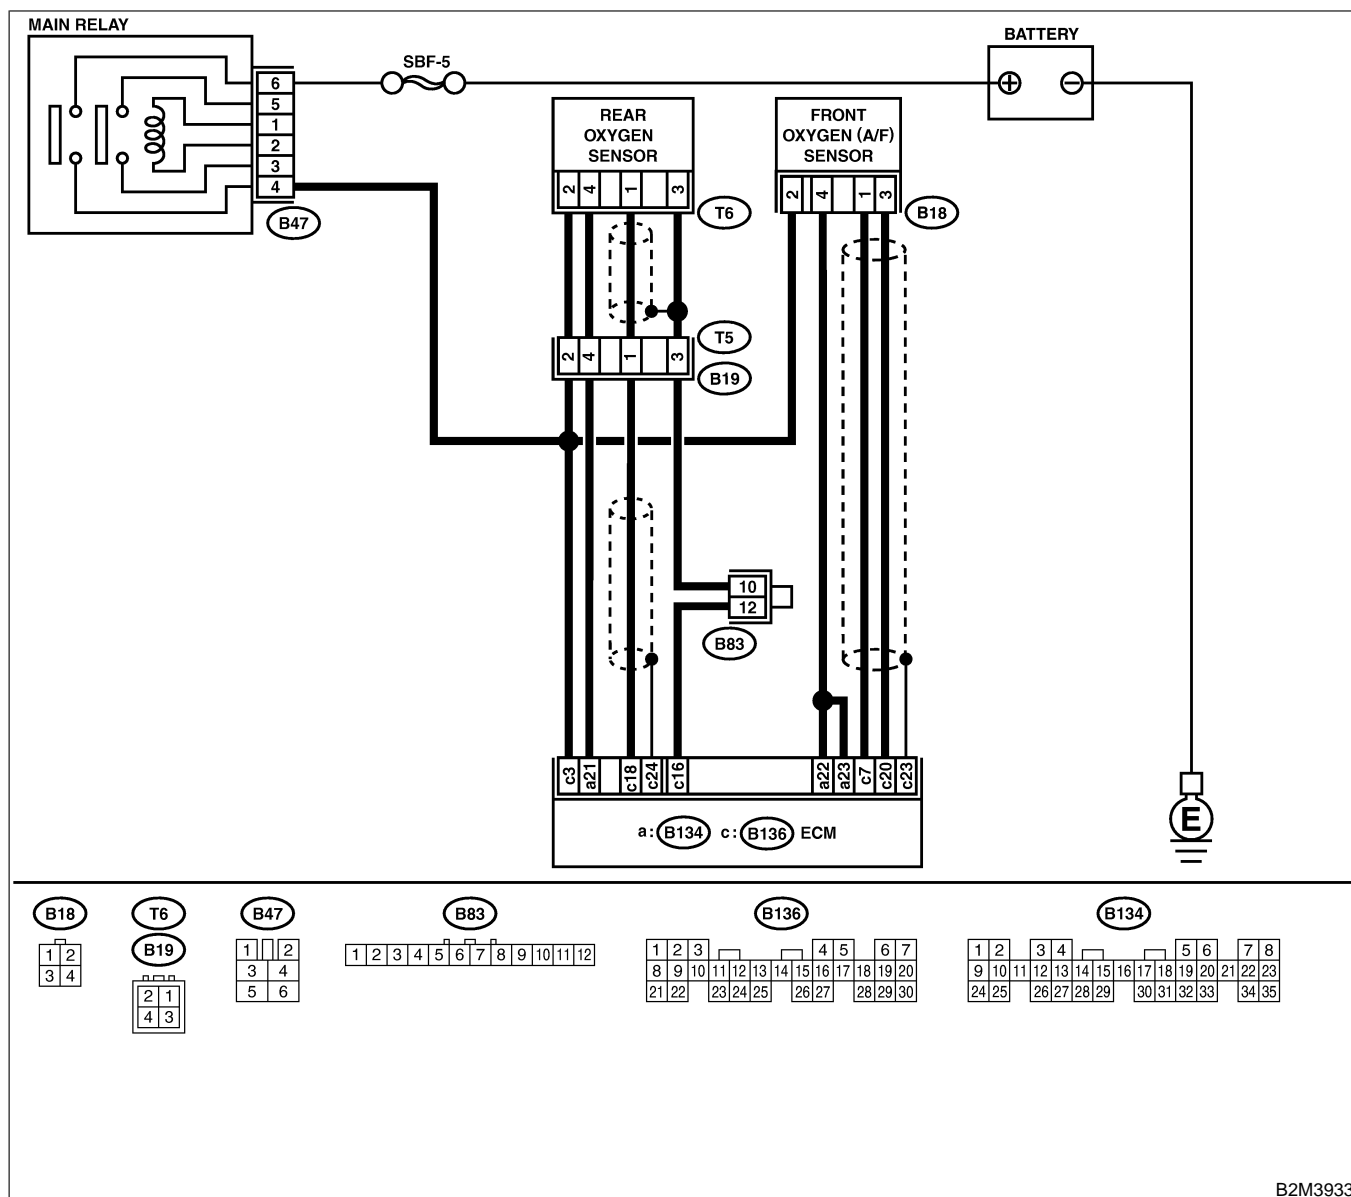 MAIN RELAY
BATTERY
SBF-5
6
5
1
2
3
4
B47
REAR
OXYGEN
SENSOR
FRONT
OXYGEN (A/F)
SENSOR
2 4 1 3
T6
2 4 1 3
B18
T5
2 4 1 3
B19
10
12
B83
c3 a21 c18 c24 c16 a22 a23 c7 c20 c23
a: B134 c: B136 ECM
E
B18
1 2
3 4
T6
B19
2 1
4 3
B47
1 2
3 4
5 6
B83
1 2 3 4 5 6 7 8 9 10 11 12
B136
1 2 3 4 5 6 7
8 9 10 11 12 13 14 15 16 17 18 19 20
21 22 23 24 25 26 27 28 29 30
B134
1 2 3 4 5 6 7 8
9 10 11 12 13 14 15 16 17 18 19 20 21 22 23
24 25 26 27 28 29 30 31 32 33 34 35
B2M3933